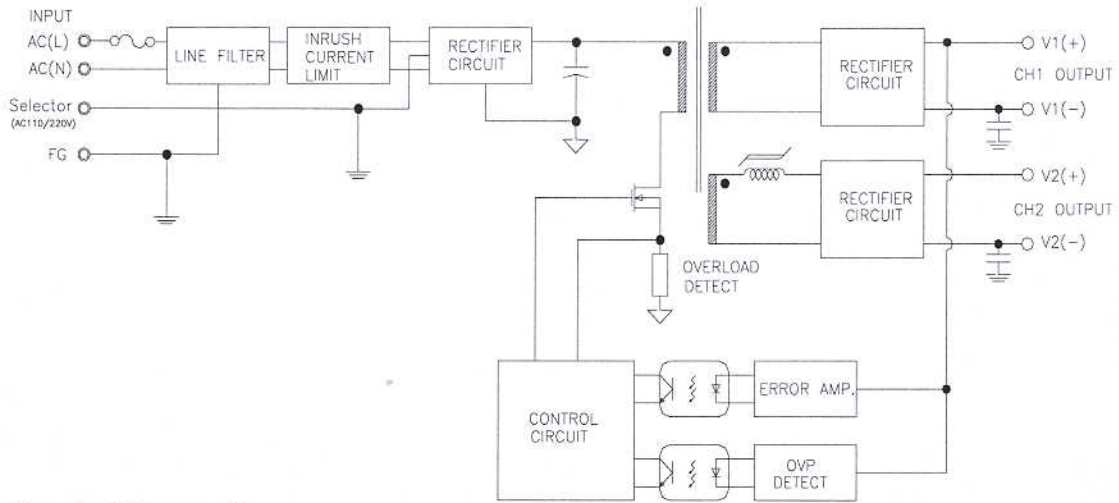 INPUT
AC(L)
AC(N)
Selector
(AC110/220V)
FG
LINE FILTER
INRUSH
CURRENT
LIMIT
RECTIFIER
CIRCUIT
RECTIFIER
CIRCUIT
V1(+)
CH1 OUTPUT
V1(-)
RECTIFIER
CIRCUIT
V2(+)
CH2 OUTPUT
V2(-)
OVERLOAD
DETECT
CONTROL
CIRCUIT
ERROR AMP.
OVP
DETECT